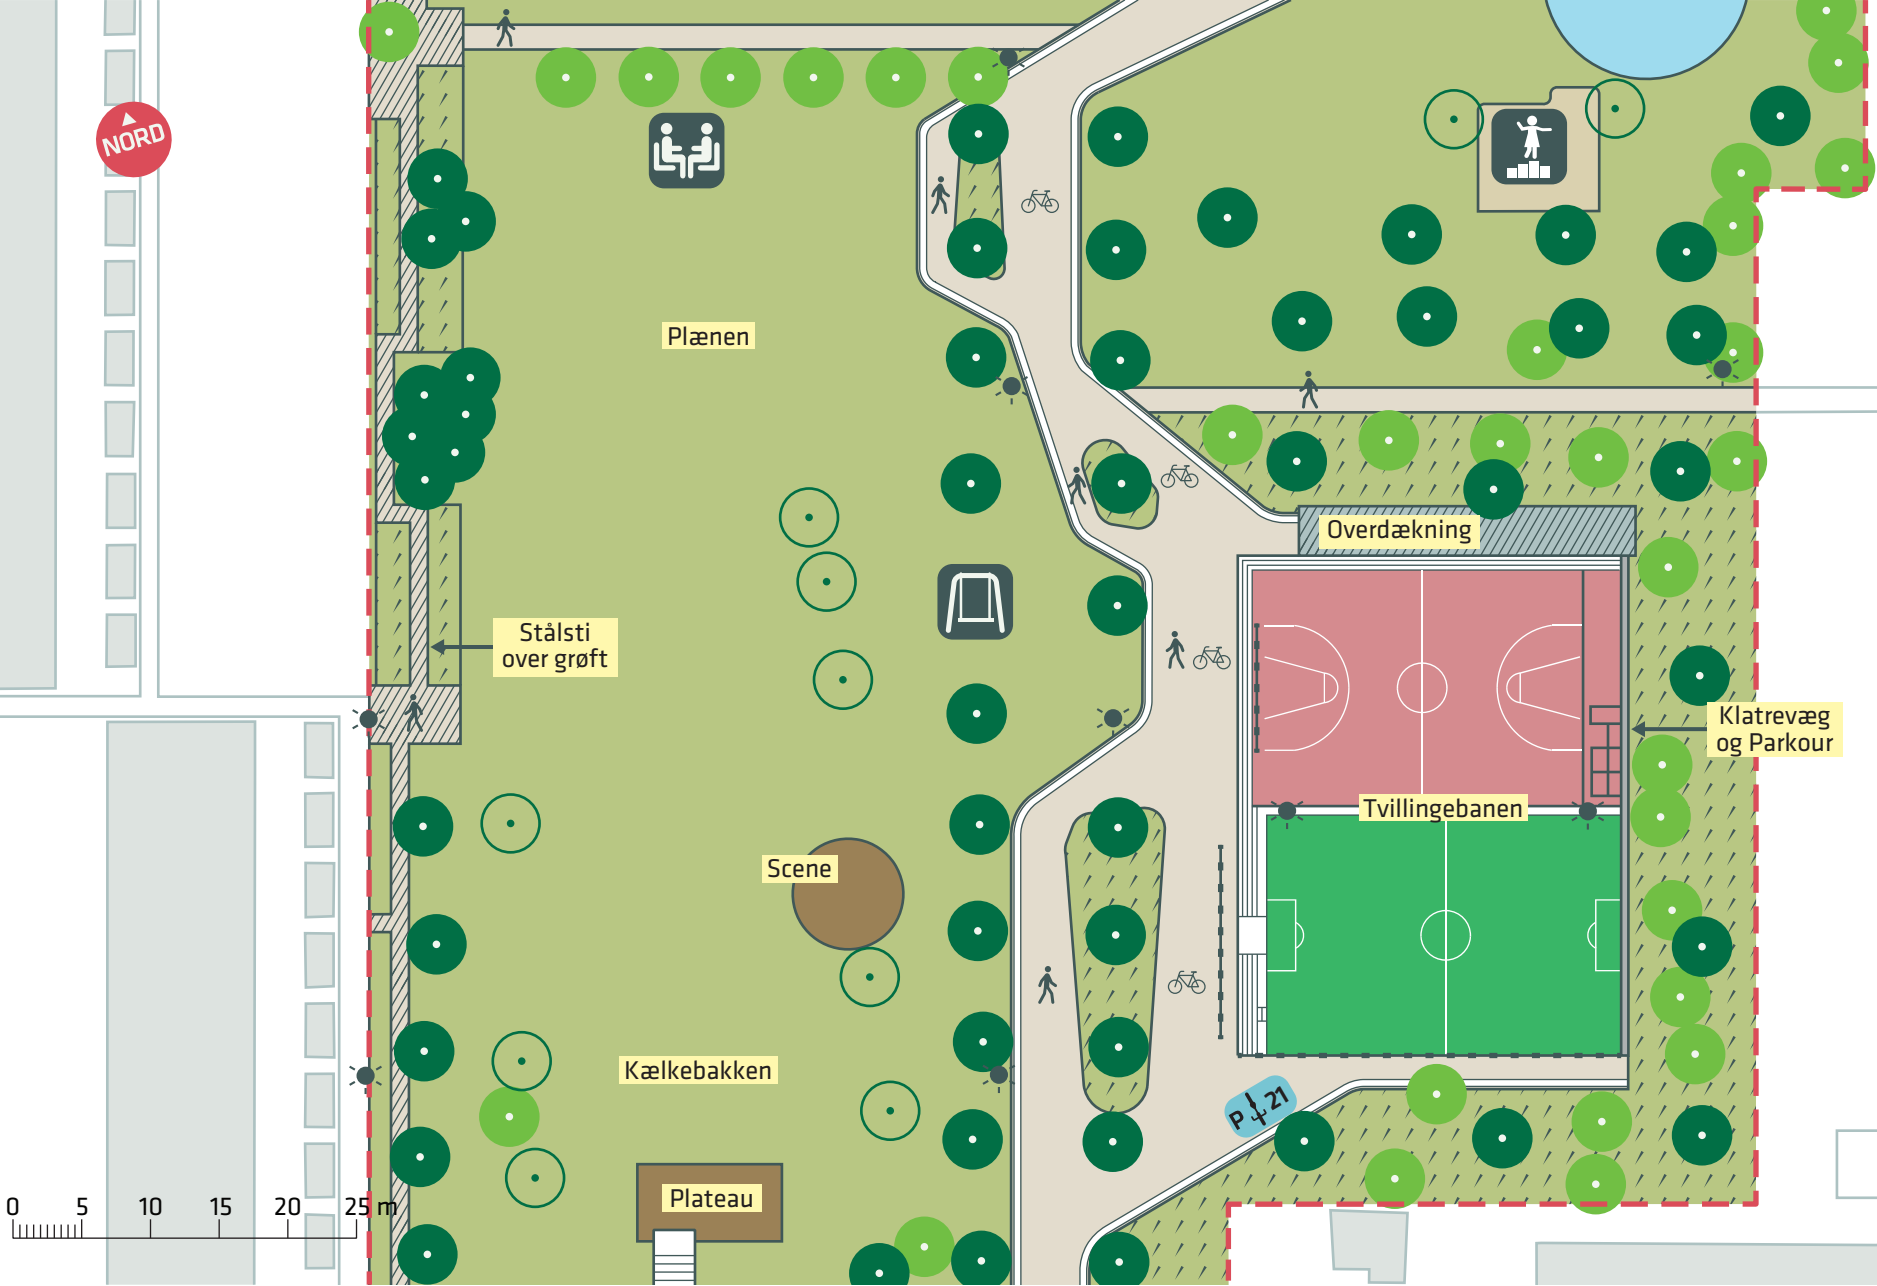 NORD
Plænen
Overdækning
Stålsti
over grøft
Klatrevæg
og Parkour
Tvillingebanen
Scene
Kælkebakken
P 21
Plateau
0 5 10 15 20 25 m